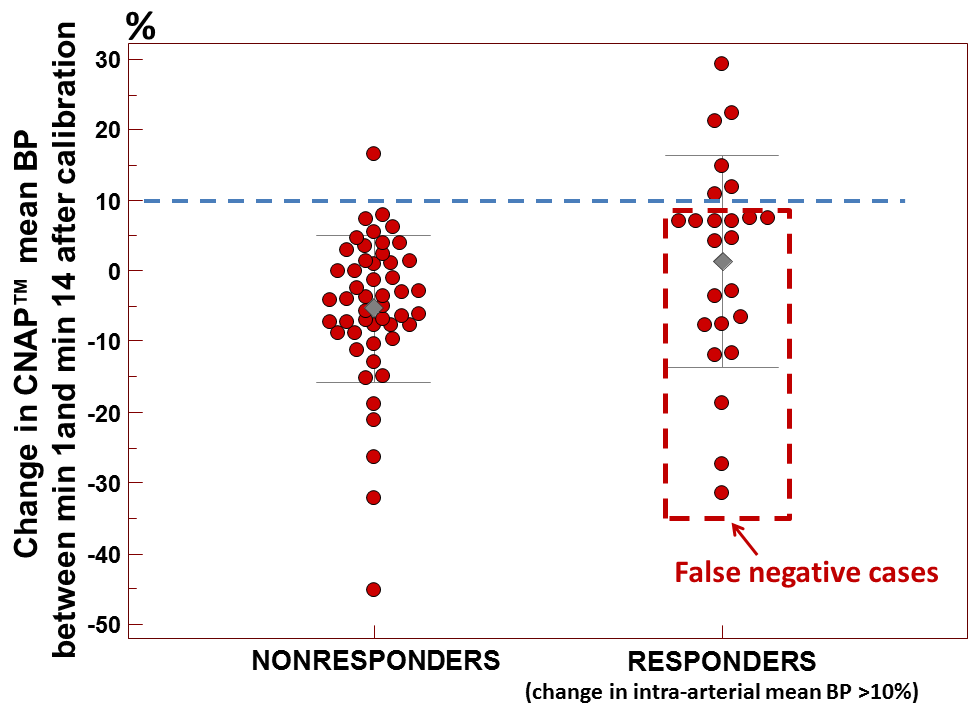 %
Change in CNAP™ mean BP
between min 1and min 14 after calibration
30
20
10
0
-10
-20
-30
-40
-50
False negative cases
NONRESPONDERS
RESPONDERS
(change in intra-arterial mean BP >10%)